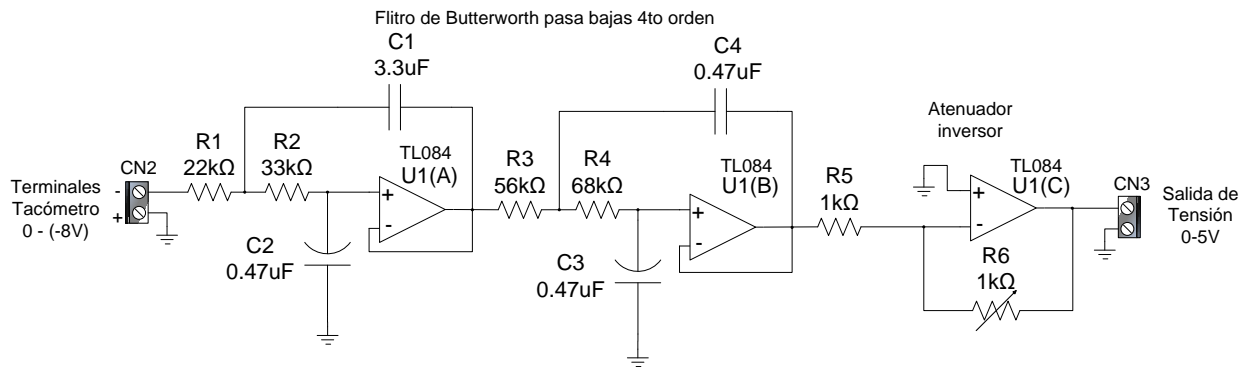 Flitro de Butterworth pasa bajas 4to orden
C1
3.3uF
C4
0.47uF
Atenuador
inversor
R1
22kΩ
R2
33kΩ
TL084
U1(A)
R3
56kΩ
R4
68kΩ
TL084
U1(B)
R5
1kΩ
TL084
U1(C)
CN2
CN3
Terminales
Tacómetro
0 - (-8V)
-
+
+
-
+
-
+
-
Salida de
Tensión
0-5V
C2
0.47uF
C3
0.47uF
R6
1kΩ